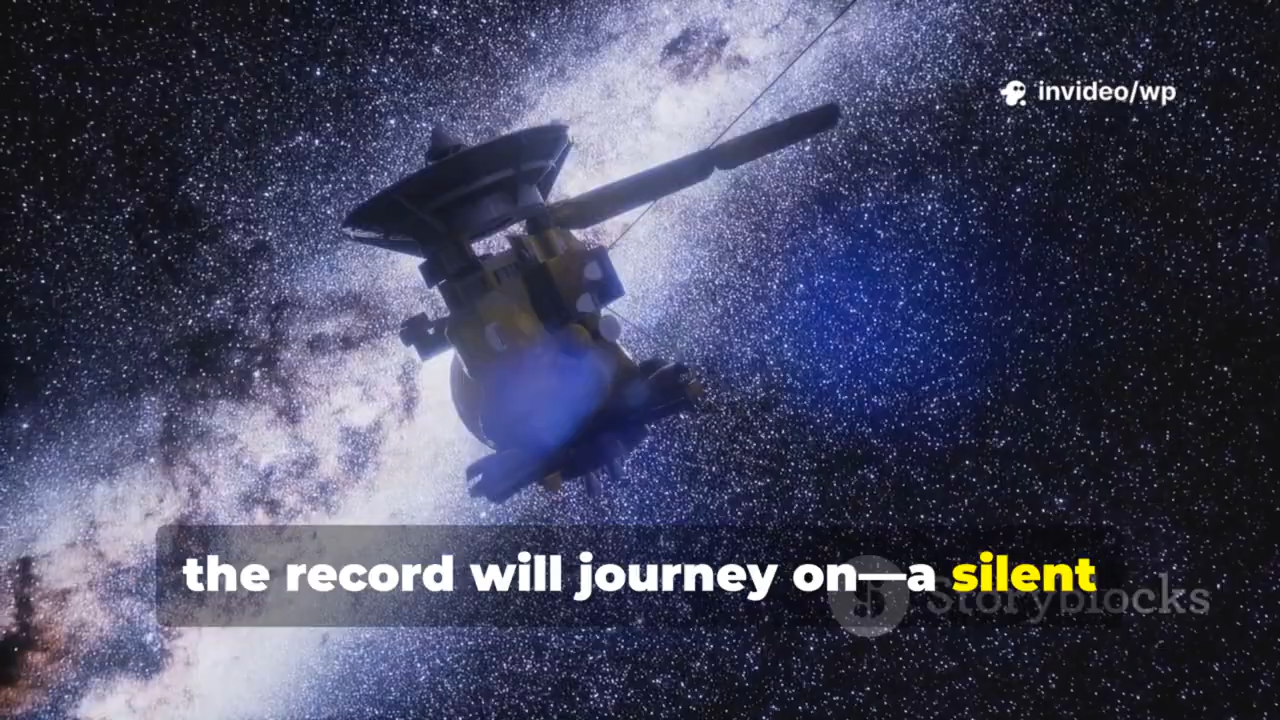 invideo/wp
the record will journey on—a silent
Storyblocks